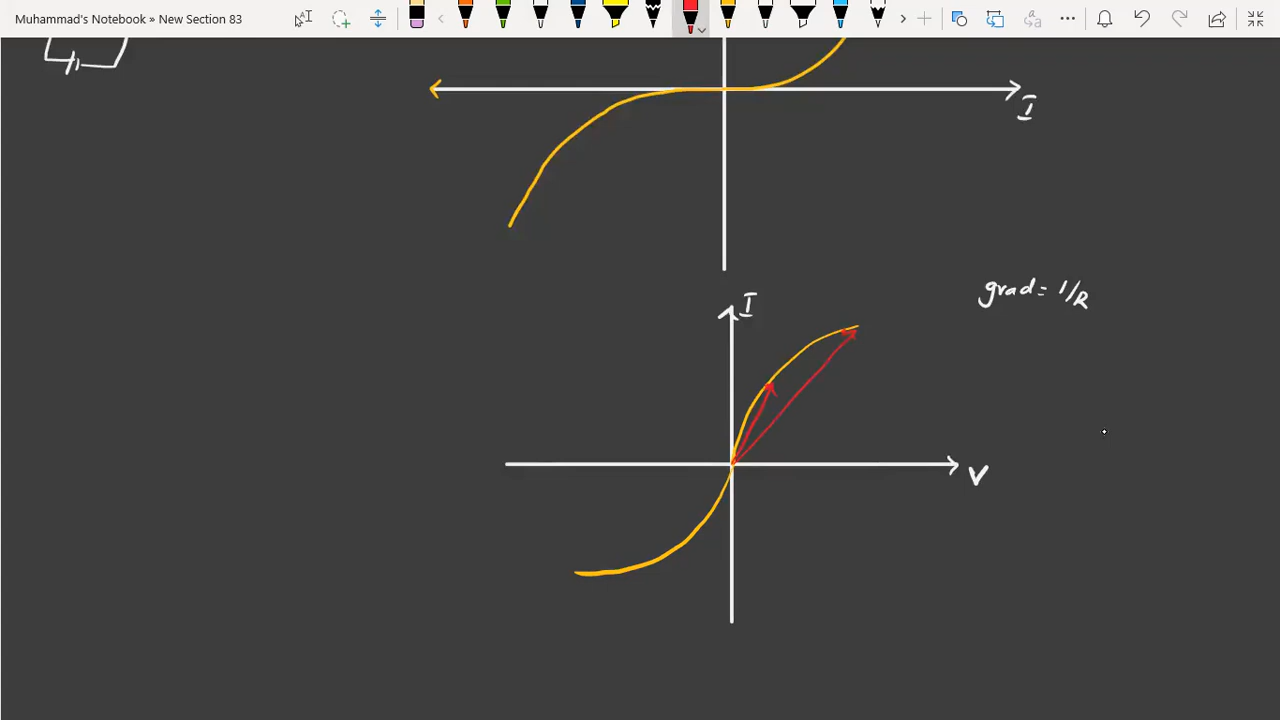 Muhammad's Notebook » New Section 83
I
grad = 1/R
I
V